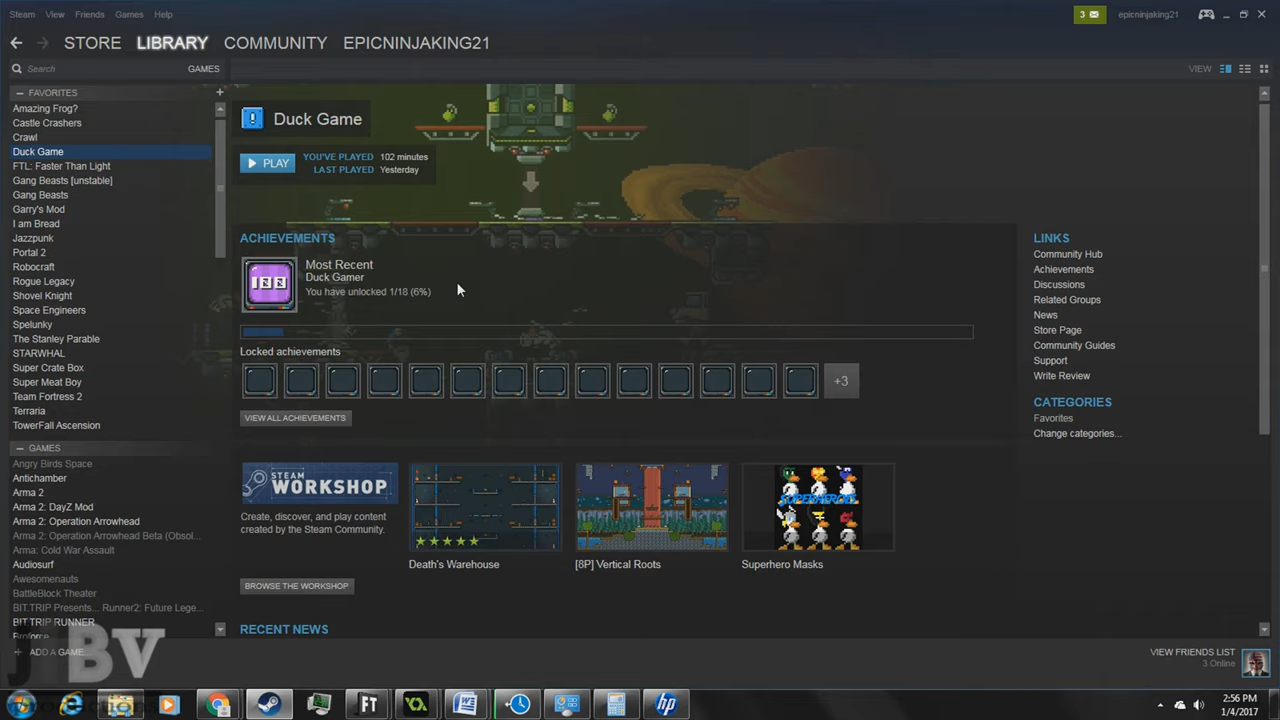 Steam View Friends Games Help
3 epicninjaking21
STORE LIBRARY COMMUNITY EPICNINJAKING21
Search GAMES
VIEW
FAVORITES
Amazing Frog?
Castle Crashers
Crawl
Duck Game
FTL: Faster Than Light
Gang Beasts [unstable]
Gang Beasts
Garry's Mod
I am Bread
Jazzpunk
Portal 2
Robocraft
Rogue Legacy
Shovel Knight
Space Engineers
Spelunky
The Stanley Parable
STARWHAL
Super Crate Box
Super Meat Boy
Team Fortress 2
Terraria
TowerFall Ascension
GAMES
Angry Birds Space
Antichamber
Arma 2
Arma 2: DayZ Mod
Arma 2: Operation Arrowhead
Arma 2: Operation Arrowhead Beta (Obsol...
Arma: Cold War Assault
Audiosurf
Awesomenauts
BattleBlock Theater
BIT.TRIP Presents... Runner2: Future Lege...
BIT.TRIP RUNNER
Broforce
ADD A GAME...
Duck Game
PLAY
YOU'VE PLAYED 102 minutes
LAST PLAYED Yesterday
ACHIEVEMENTS
100
Most Recent
Duck Gamer
You have unlocked 1/18 (6%)
Locked achievements
+3
VIEW ALL ACHIEVEMENTS
STEAM
WORKSHOP
Create, discover, and play content
created by the Steam Community.
BROWSE THE WORKSHOP
Death's Warehouse
[8P] Vertical Roots
SUPERHEROES
Superhero Masks
RECENT NEWS
LINKS
Community Hub
Achievements
Discussions
Related Groups
News
Store Page
Community Guides
Support
Write Review
CATEGORIES
Favorites
Change categories...
VIEW FRIENDS LIST
3 Online
BV
FT
W
hp
2:56 PM
1/4/2017